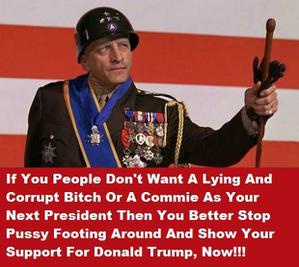 If You People Don't Want A Lying And
Corrupt Bitch Or A Commie As Your
Next President Then You Better Stop
Pussy Footing Around And Show Your
Support For Donald Trump, Now!!!